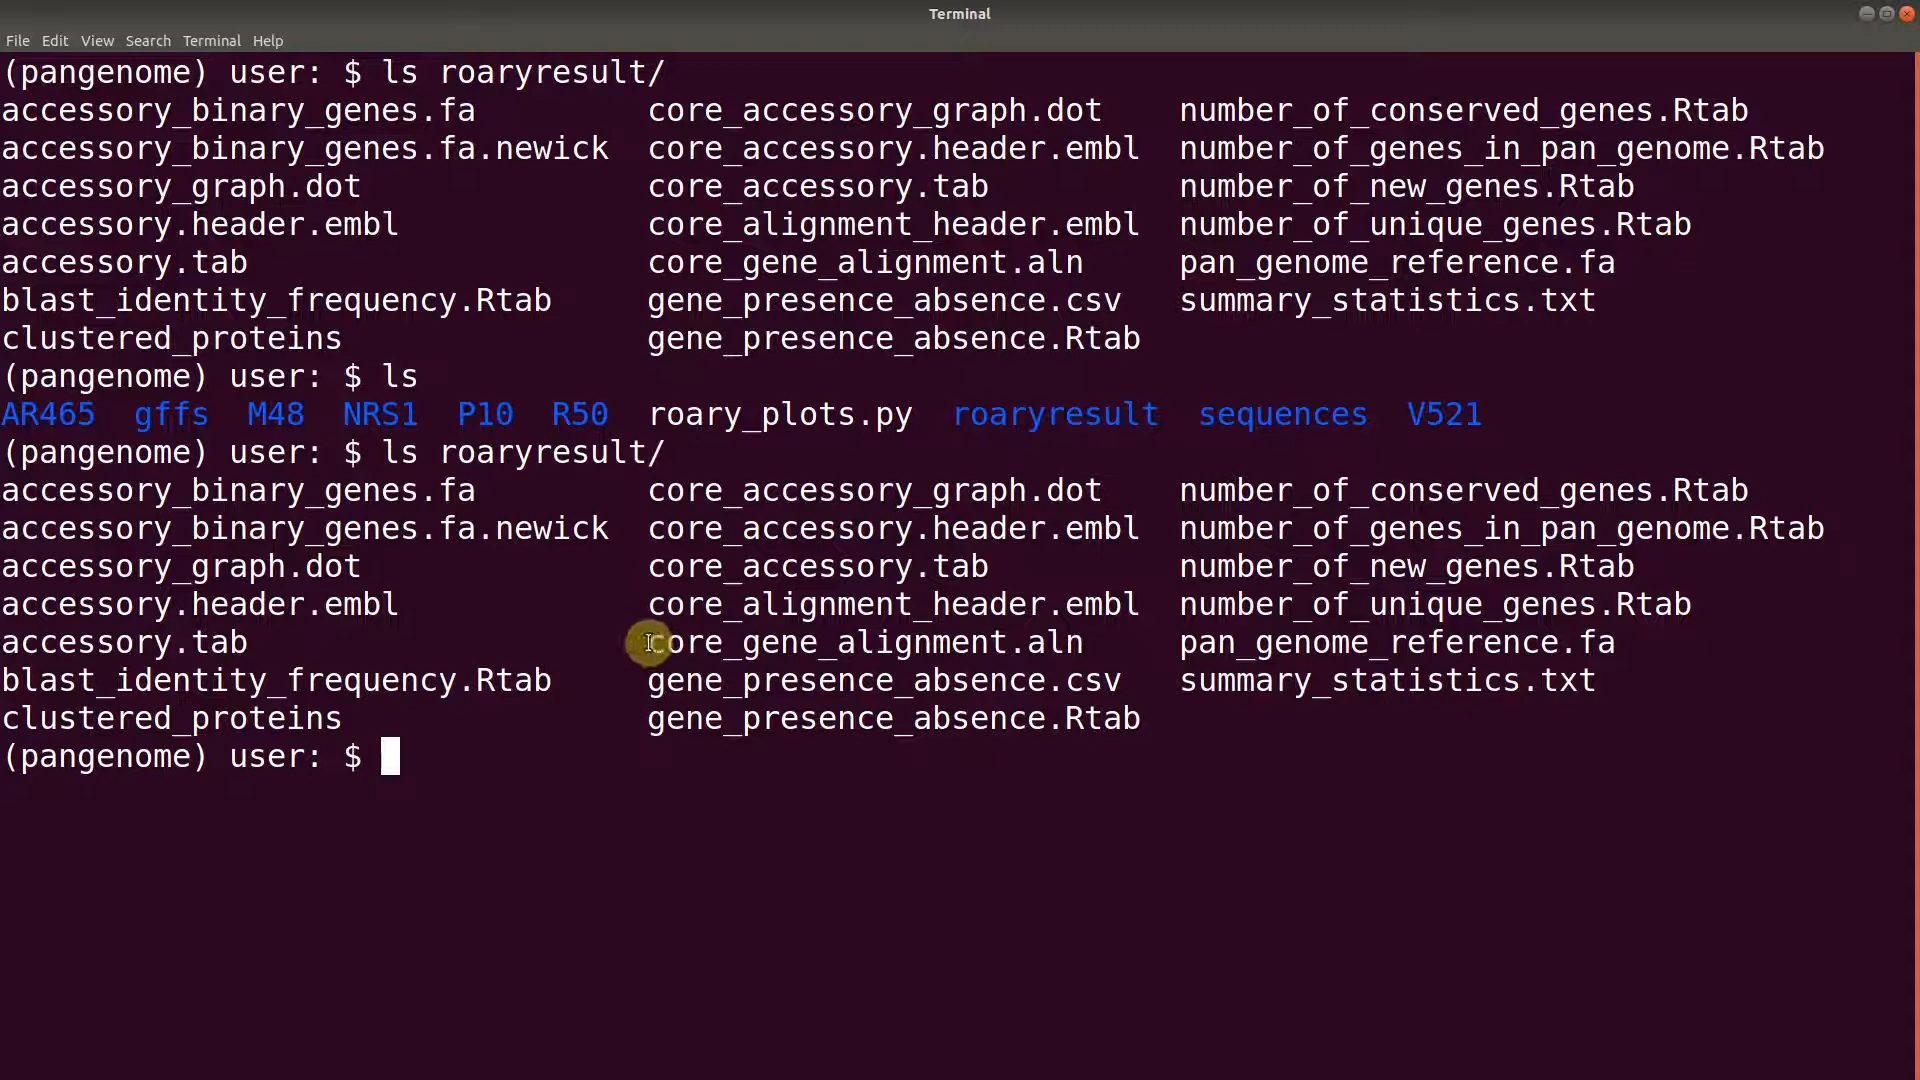 Terminal
File Edit View Search Terminal Help
(pangenome) user: $ ls roaryresult/
accessory_binary_genes.fa core_accessory_graph.dot number_of_conserved_genes.Rtab
accessory_binary_genes.fa.newick core_accessory.header.embl number_of_genes_in_pan_genome.Rtab
accessory_graph.dot core_accessory.tab number_of_new_genes.Rtab
accessory.header.embl core_alignment_header.embl number_of_unique_genes.Rtab
accessory.tab core_gene_alignment.aln pan_genome_reference.fa
blast_identity_frequency.Rtab gene_presence_absence.csv summary_statistics.txt
clustered_proteins gene_presence_absence.Rtab
(pangenome) user: $ ls
AR465 gffs M48 NRS1 P10 R50 roary_plots.py roaryresult sequences V521
(pangenome) user: $ ls roaryresult/
accessory_binary_genes.fa core_accessory_graph.dot number_of_conserved_genes.Rtab
accessory_binary_genes.fa.newick core_accessory.header.embl number_of_genes_in_pan_genome.Rtab
accessory_graph.dot core_accessory.tab number_of_new_genes.Rtab
accessory.header.embl core_alignment_header.embl number_of_unique_genes.Rtab
accessory.tab core_gene_alignment.aln pan_genome_reference.fa
blast_identity_frequency.Rtab gene_presence_absence.csv summary_statistics.txt
clustered_proteins gene_presence_absence.Rtab
(pangenome) user: $